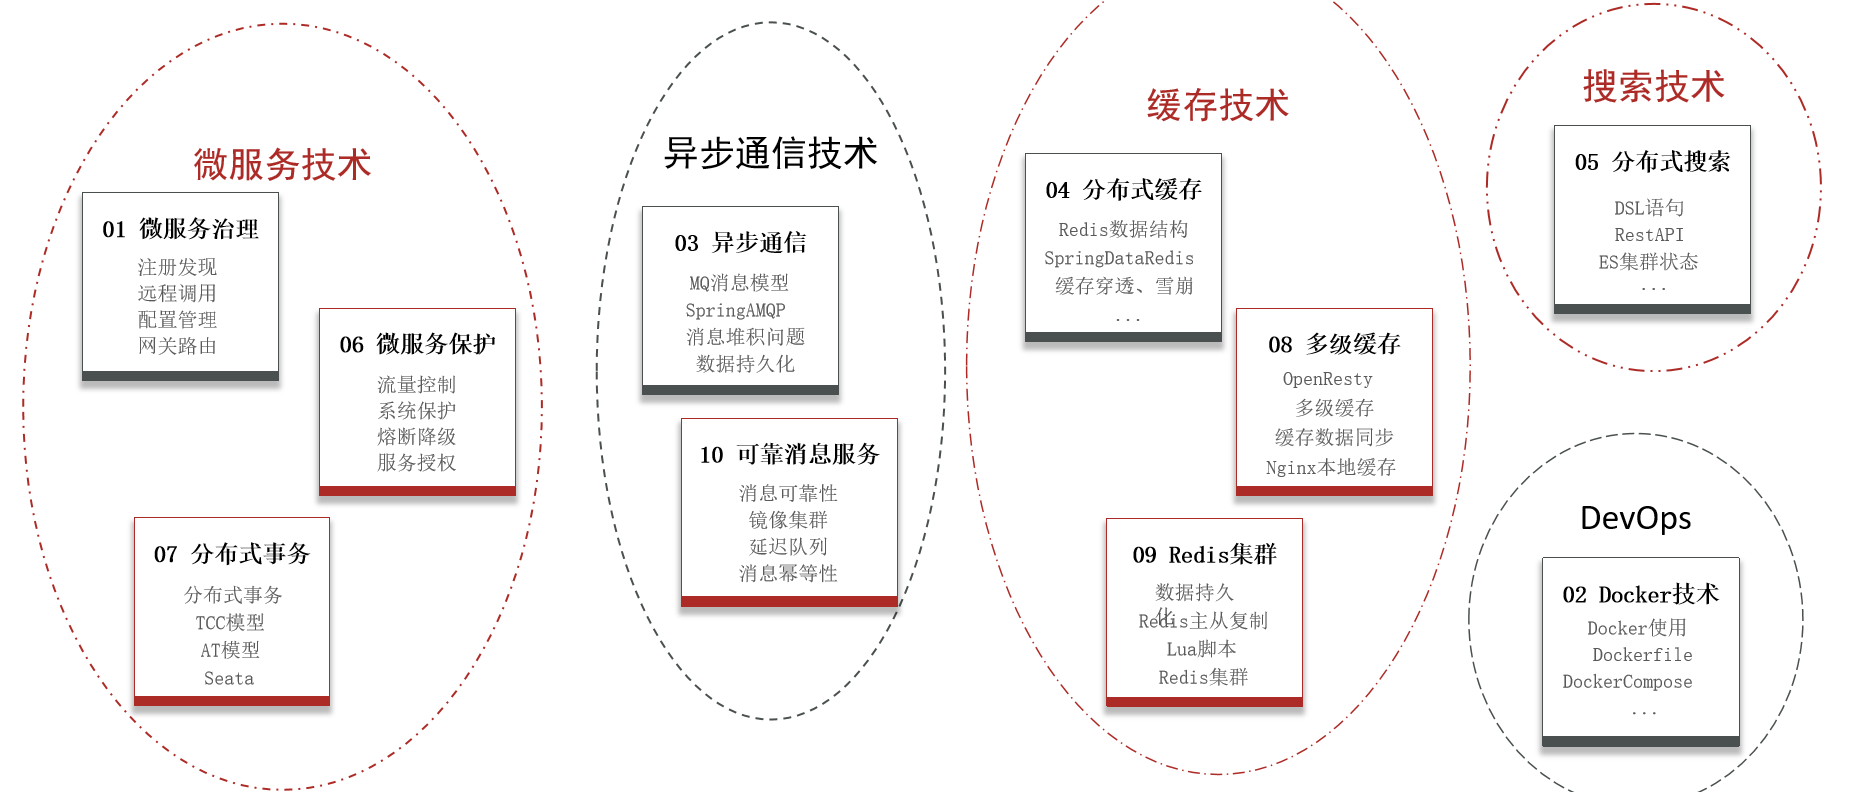 微服务技术
01 微服务治理
注册发现
远程调用
配置管理
网关路由
06 微服务保护
流量控制
系统保护
熔断降级
服务授权
07 分布式事务
分布式事务
TCC模型
AT模型
Seata
异步通信技术
03 异步通信
MQ消息模型
SpringAMQP
消息堆积问题
数据持久化
10 可靠消息服务
消息可靠性
镜像集群
延迟队列
消息幂等性
缓存技术
04 分布式缓存
Redis数据结构
SpringDataRedis
缓存穿透、雪崩
...
08 多级缓存
OpenResty
多级缓存
缓存数据同步
Nginx本地缓存
09 Redis集群
数据持久
化
Redis主从复制
Lua脚本
Redis集群
搜索技术
05 分布式搜索
DSL语句
RestAPI
ES集群状态
...
DevOps
02 Docker技术
Docker使用
Dockerfile
DockerCompose
...